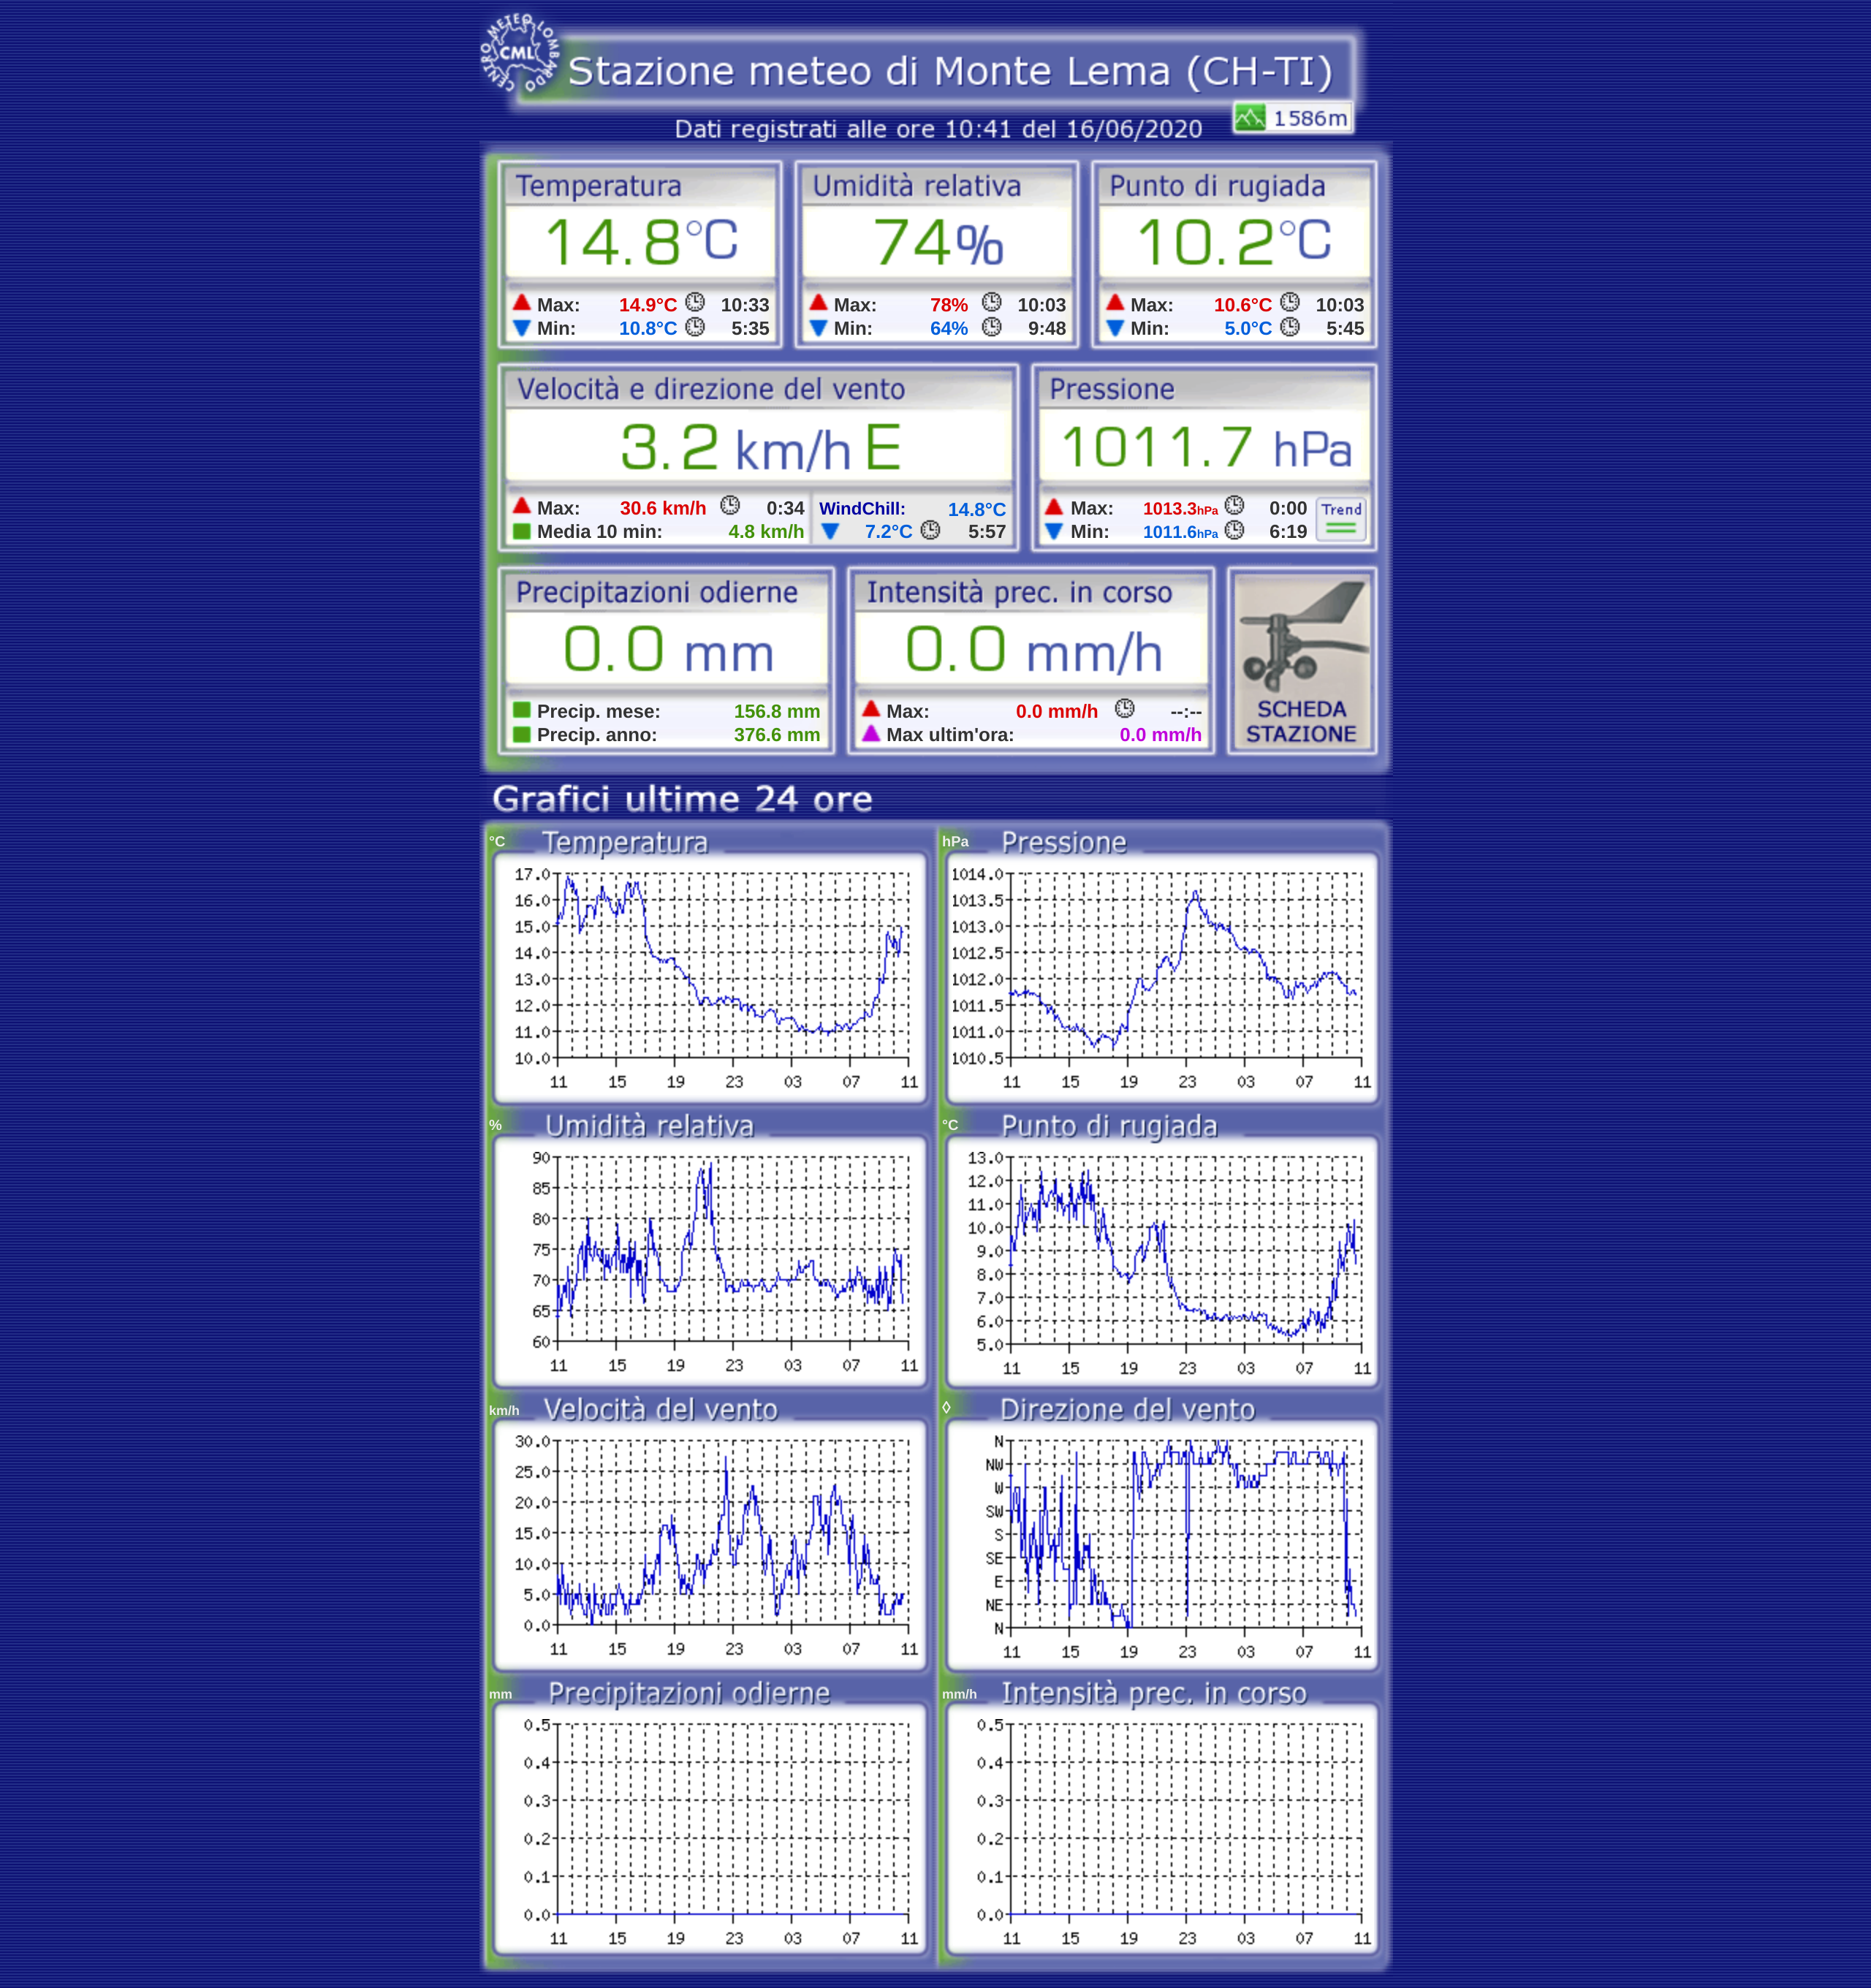 CENTRO METEO LOMBARDO
CML
Stazione meteo di Monte Lema (CH-TI)
1586m
Dati registrati alle ore 10:41 del 16/06/2020
Temperatura
14.8°C
Max: 14.9°C 10:33
Min: 10.8°C 5:35
Umidità relativa
74%
Max: 78% 10:03
Min: 64% 9:48
Punto di rugiada
10.2°C
Max: 10.6°C 10:03
Min: 5.0°C 5:45
Velocità e direzione del vento
3.2 km/h E
Max: 30.6 km/h 0:34
Media 10 min: 4.8 km/h
WindChill: 14.8°C
7.2°C 5:57
Pressione
1011.7 hPa
Max: 1013.3hPa 0:00
Min: 1011.6hPa 6:19
Trend
Precipitazioni odierne
0.0 mm
Precip. mese: 156.8 mm
Precip. anno: 376.6 mm
Intensità prec. in corso
0.0 mm/h
Max: 0.0 mm/h --:--
Max ultim'ora: 0.0 mm/h
SCHEDA
STAZIONE
Grafici ultime 24 ore
°C Temperatura
17.0
16.0
15.0
14.0
13.0
12.0
11.0
10.0
11 15 19 23 03 07 11
hPa Pressione
1014.0
1013.5
1013.0
1012.5
1012.0
1011.5
1011.0
1010.5
11 15 19 23 03 07 11
% Umidità relativa
90
85
80
75
70
65
60
11 15 19 23 03 07 11
°C Punto di rugiada
13.0
12.0
11.0
10.0
9.0
8.0
7.0
6.0
5.0
11 15 19 23 03 07 11
km/h Velocità del vento
30.0
25.0
20.0
15.0
10.0
5.0
0.0
11 15 19 23 03 07 11
◊ Direzione del vento
N
NW
W
SW
S
SE
E
NE
N
11 15 19 23 03 07 11
mm Precipitazioni odierne
0.5
0.4
0.3
0.2
0.1
0.0
11 15 19 23 03 07 11
mm/h Intensità prec. in corso
0.5
0.4
0.3
0.2
0.1
0.0
11 15 19 23 03 07 11